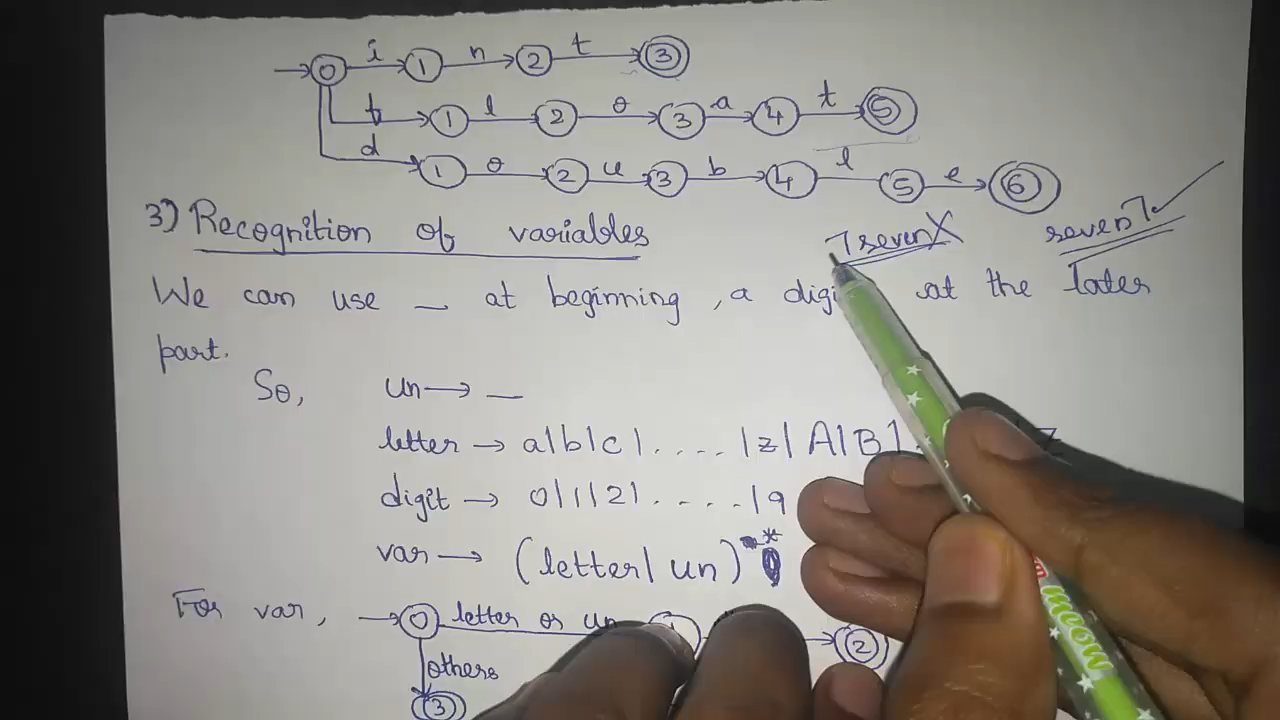 0 i 1 n 2 t 3
f 1 l 2 o 3 a 4 t 5
d 1 o 2 u 3 b 4 l 5 e 6
3) Recognition of variables
7seven X seven7 ✓
We can use _ at beginning, a digi at the later
part.
So, un → _
letter → a|b|c|....|z|A|B|. Z
digit → 0|1|2|....|9
var → (letter| un)*
For var, → 0 letter or un 1 2
others
3
MEOW